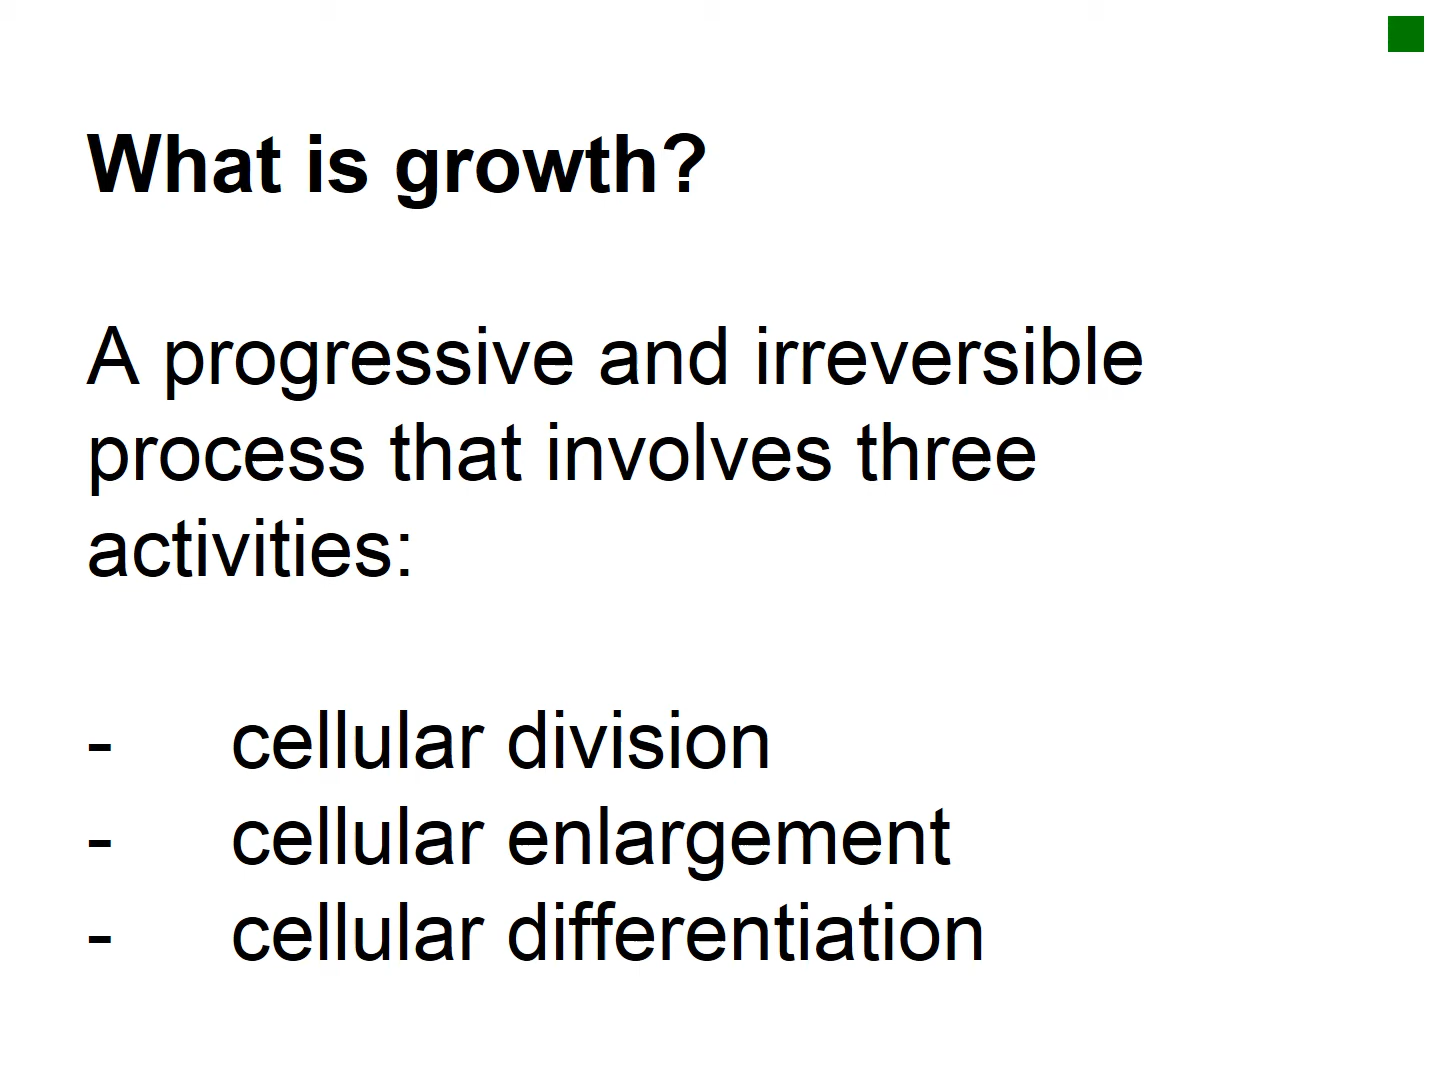 What is growth?
A progressive and irreversible
process that involves three
activities:
- cellular division
- cellular enlargement
- cellular differentiation